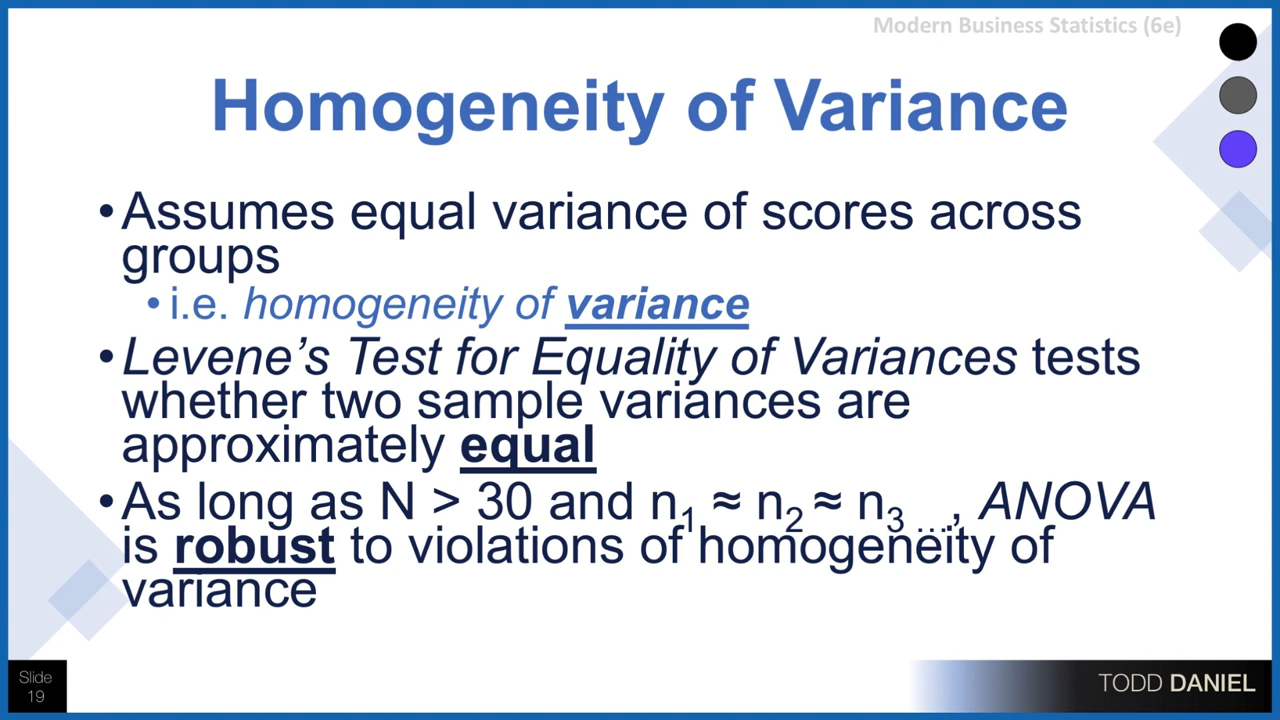 Modern Business Statistics (6e)
Homogeneity of Variance
•Assumes equal variance of scores across
groups
•i.e. homogeneity of variance
•Levene’s Test for Equality of Variances tests
whether two sample variances are
approximately equal
•As long as N > 30 and n1 ≈ n2 ≈ n3 …, ANOVA
is robust to violations of homogeneity of
variance
Slide
19
TODD DANIEL